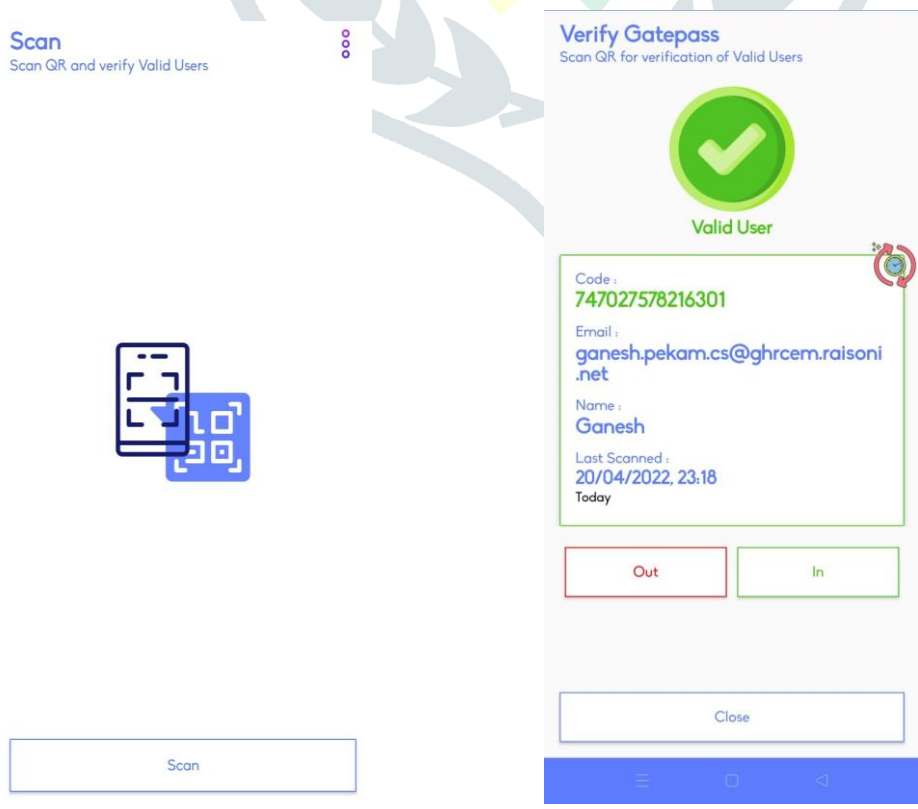 Scan
Scan QR and verify Valid Users
Scan
Verify Gatepass
Scan QR for verification of Valid Users
Valid User
Code :
747027578216301
Email :
ganesh.pekam.cs@ghrcem.raisoni
.net
Name :
Ganesh
Last Scanned :
20/04/2022, 23:18
Today
Out
In
Close